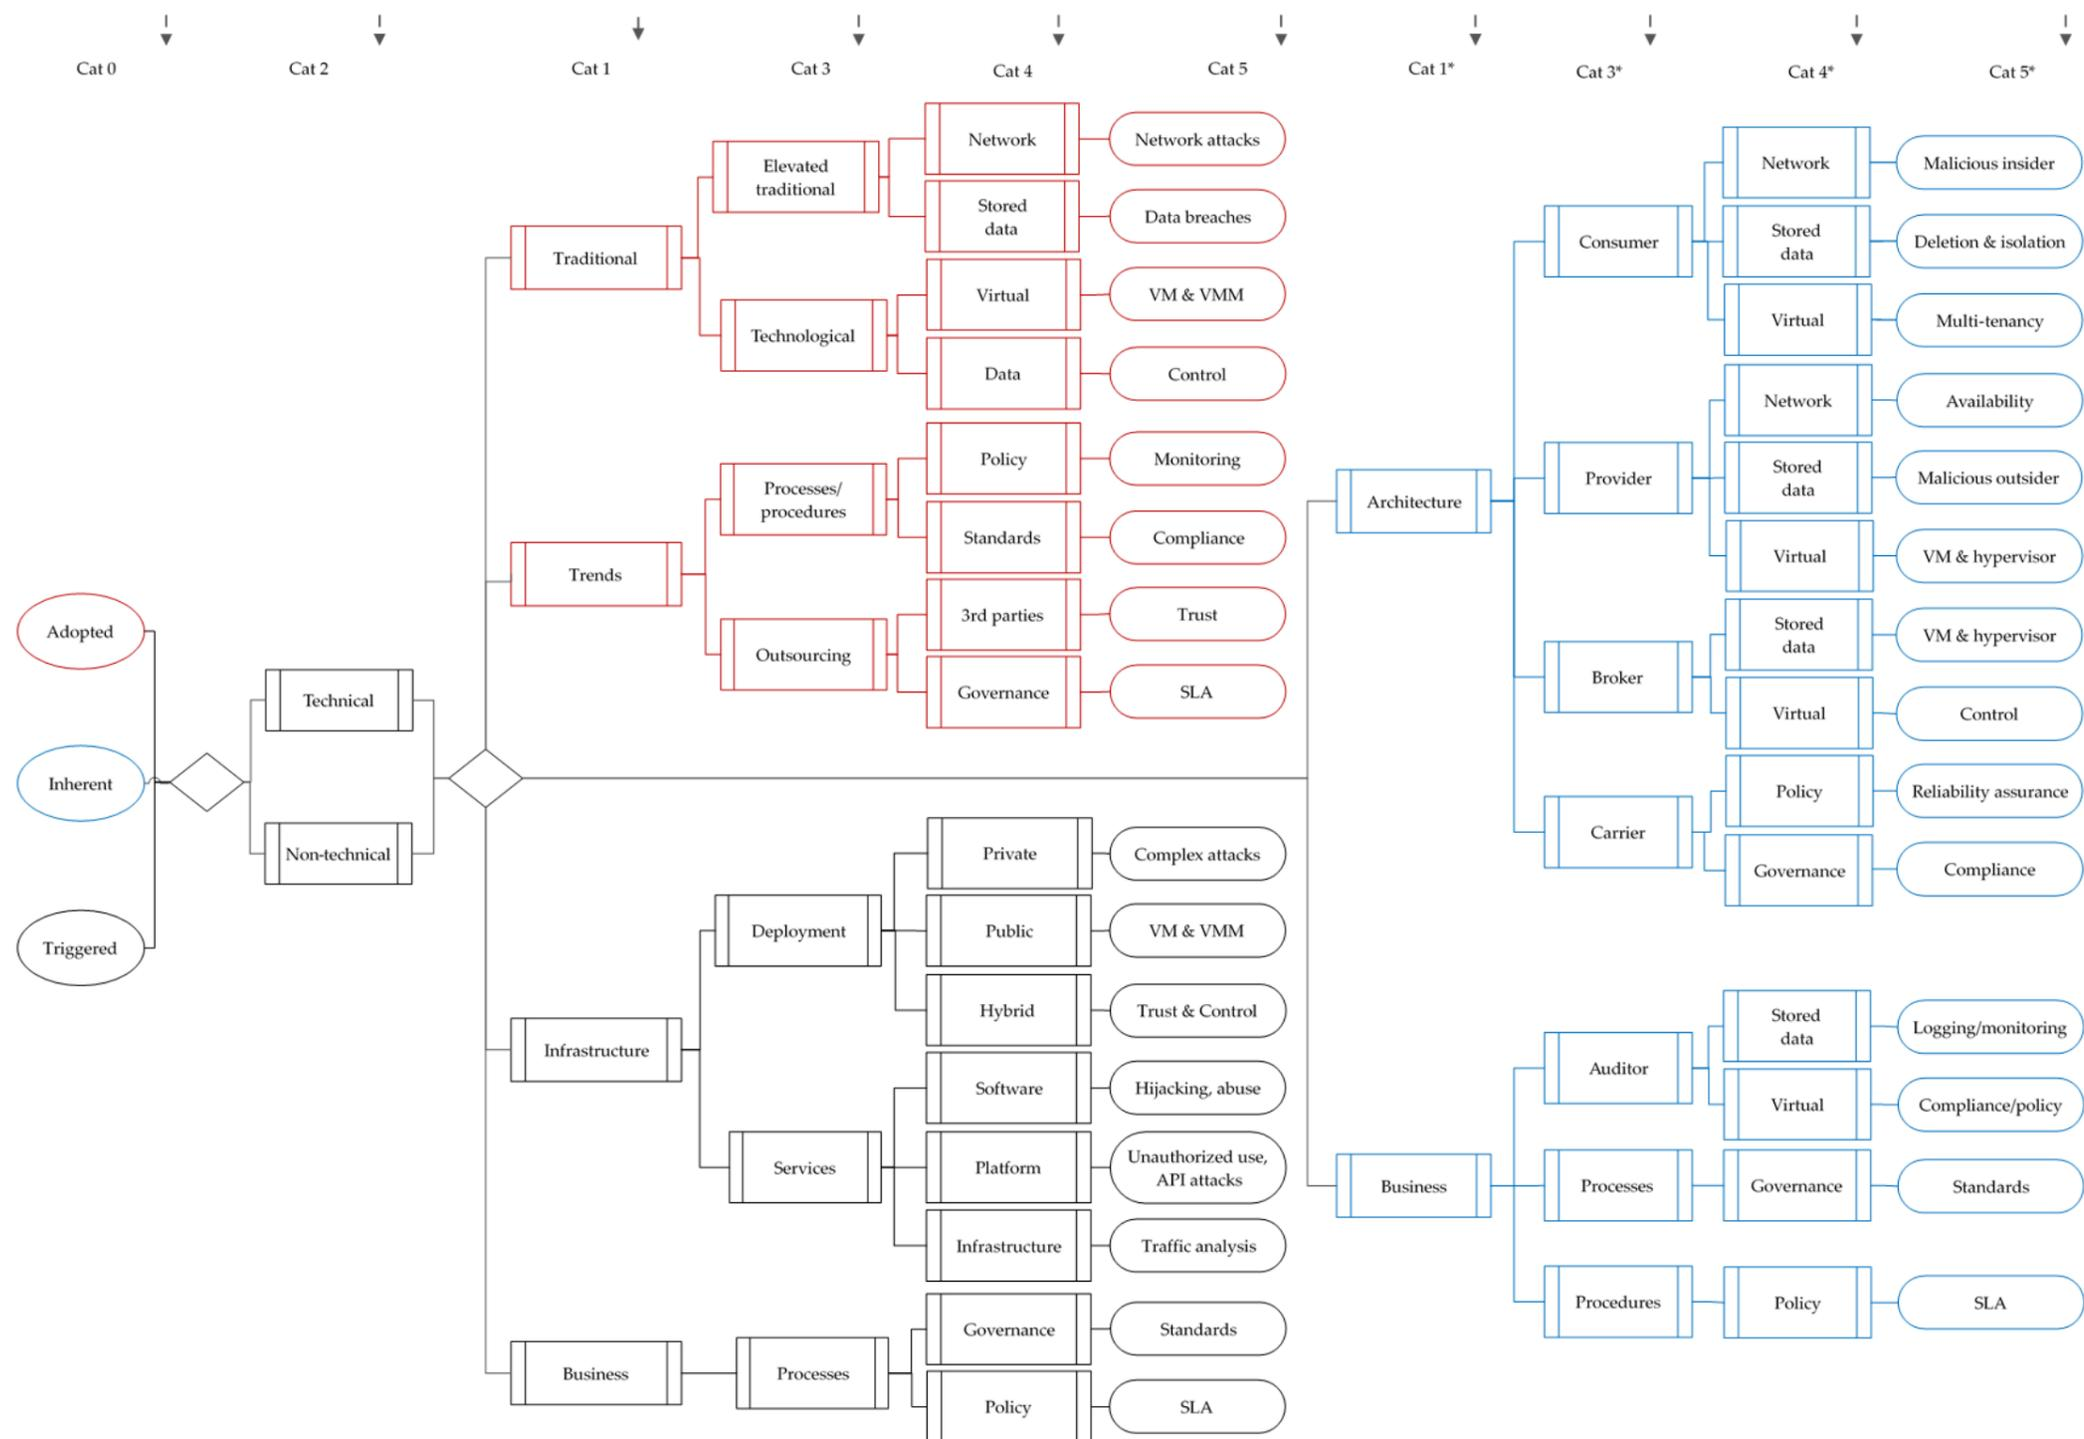 Cat 0
Cat 2
Cat 1
Cat 3
Cat 4
Cat 5
Cat 1*
Cat 3*
Cat 4*
Cat 5*
Adopted
Inherent
Triggered
Technical
Non-technical
Traditional
Elevated
traditional
Network
Network attacks
Stored
data
Data breaches
Technological
Virtual
VM & VMM
Data
Control
Trends
Processes/
procedures
Policy
Monitoring
Standards
Compliance
Outsourcing
3rd parties
Trust
Governance
SLA
Infrastructure
Deployment
Private
Complex attacks
Public
VM & VMM
Hybrid
Trust & Control
Services
Software
Hijacking, abuse
Platform
Unauthorized use,
API attacks
Infrastructure
Traffic analysis
Business
Processes
Governance
Standards
Policy
SLA
Architecture
Consumer
Network
Malicious insider
Stored
data
Deletion & isolation
Virtual
Multi-tenancy
Provider
Network
Availability
Stored
data
Malicious outsider
Virtual
VM & hypervisor
Broker
Stored
data
VM & hypervisor
Virtual
Control
Carrier
Policy
Reliability assurance
Governance
Compliance
Business
Auditor
Stored
data
Logging/monitoring
Virtual
Compliance/policy
Processes
Governance
Standards
Procedures
Policy
SLA